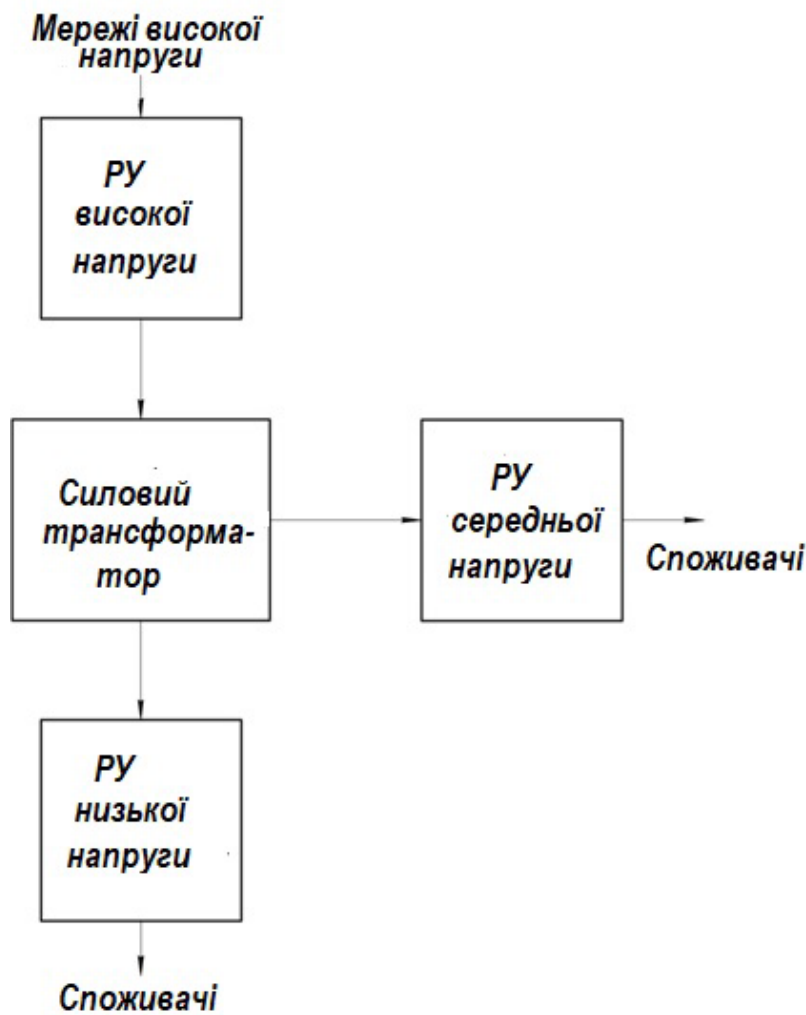 Мережі високої
напруги
РУ
високої
напруги
Силовий
трансформа-
тор
РУ
середньої
напруги
Споживачі
РУ
низької
напруги
Споживачі